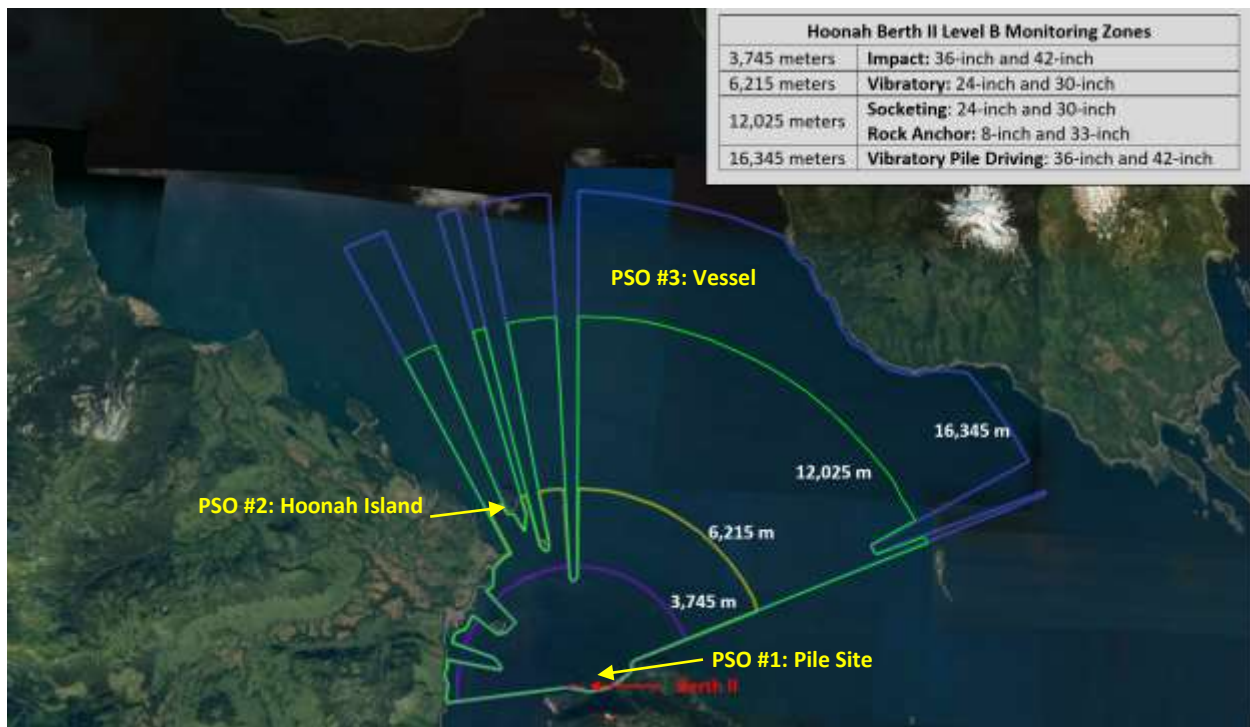 Hoonah Berth II Level B Monitoring Zones
3,745 meters Impact: 36-inch and 42-inch
6,215 meters Vibratory: 24-inch and 30-inch
12,025 meters Socketing: 24-inch and 30-inch
Rock Anchor: 8-inch and 33-inch
16,345 meters Vibratory Pile Driving: 36-inch and 42-inch
PSO #3: Vessel
16,345 m
12,025 m
PSO #2: Hoonah Island
6,215 m
3,745 m
PSO #1: Pile Site
Berth II